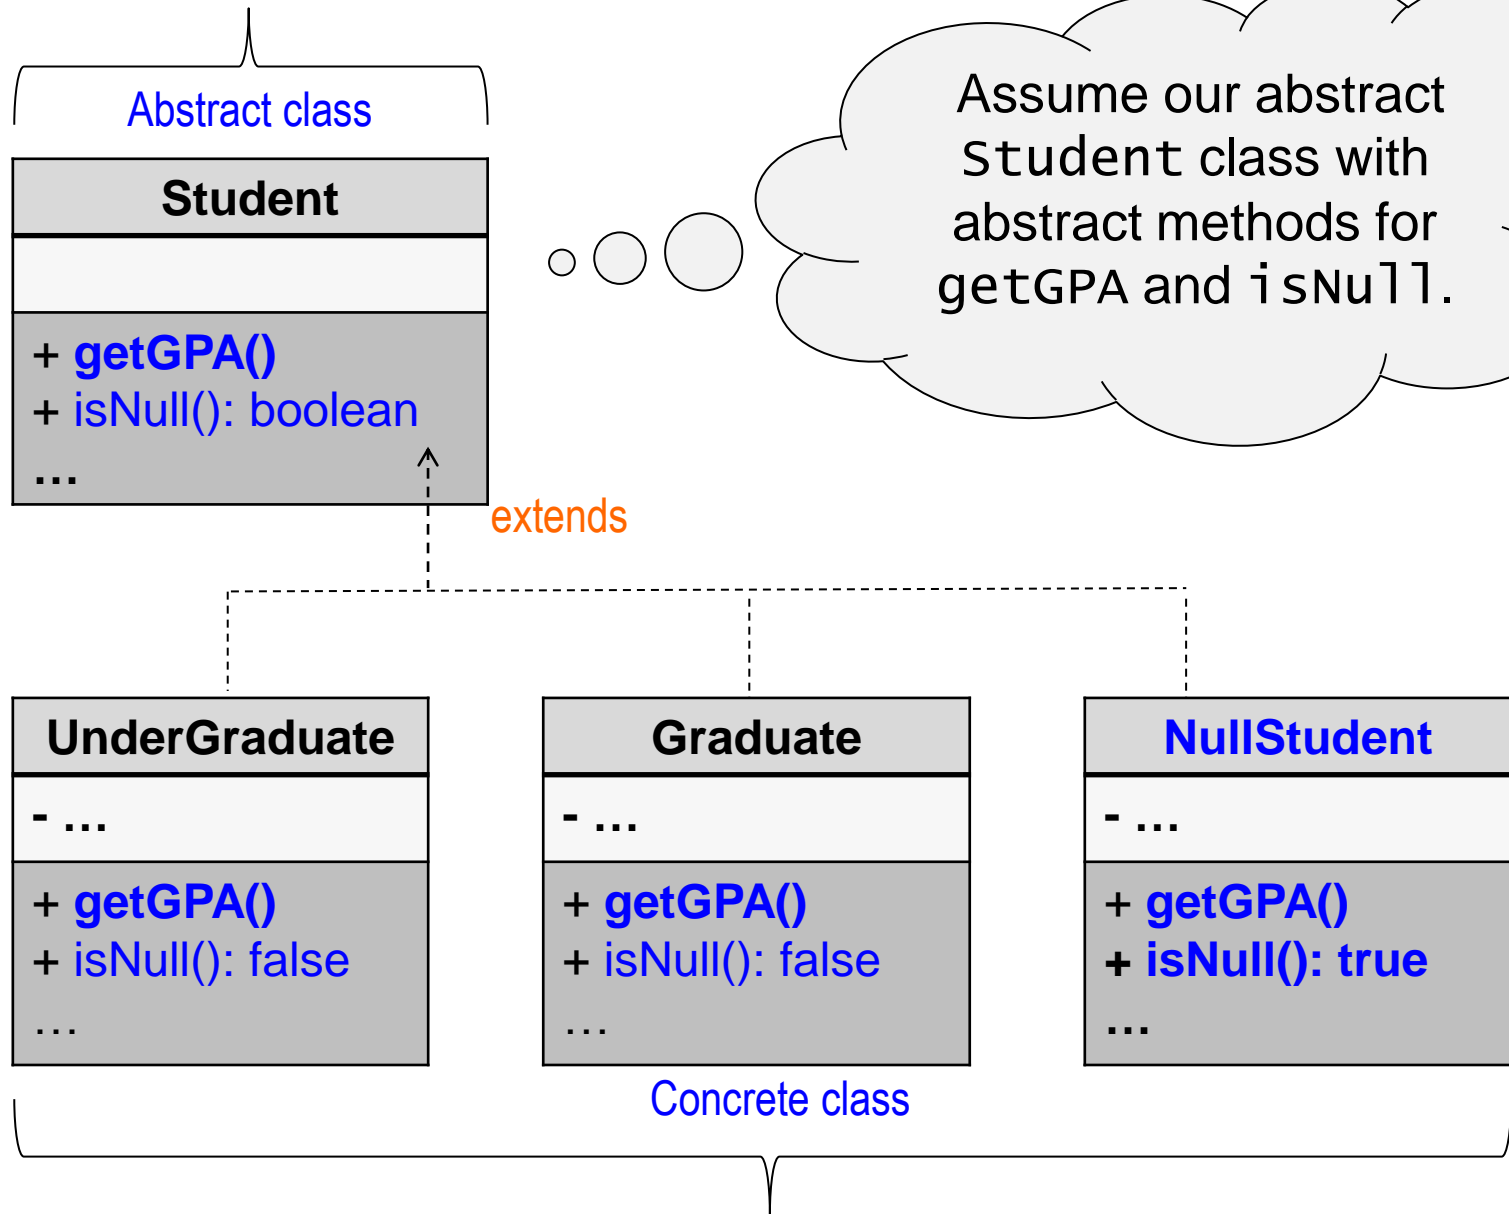 Abstract class
Assume our abstract
Student class with
abstract methods for
getGPA and isNull.
Student
+ getGPA()
+ isNull(): boolean
...
extends
UnderGraduate
- ...
+ getGPA()
+ isNull(): false
...
Graduate
- ...
+ getGPA()
+ isNull(): false
...
NullStudent
- ...
+ getGPA()
+ isNull(): true
...
Concrete class